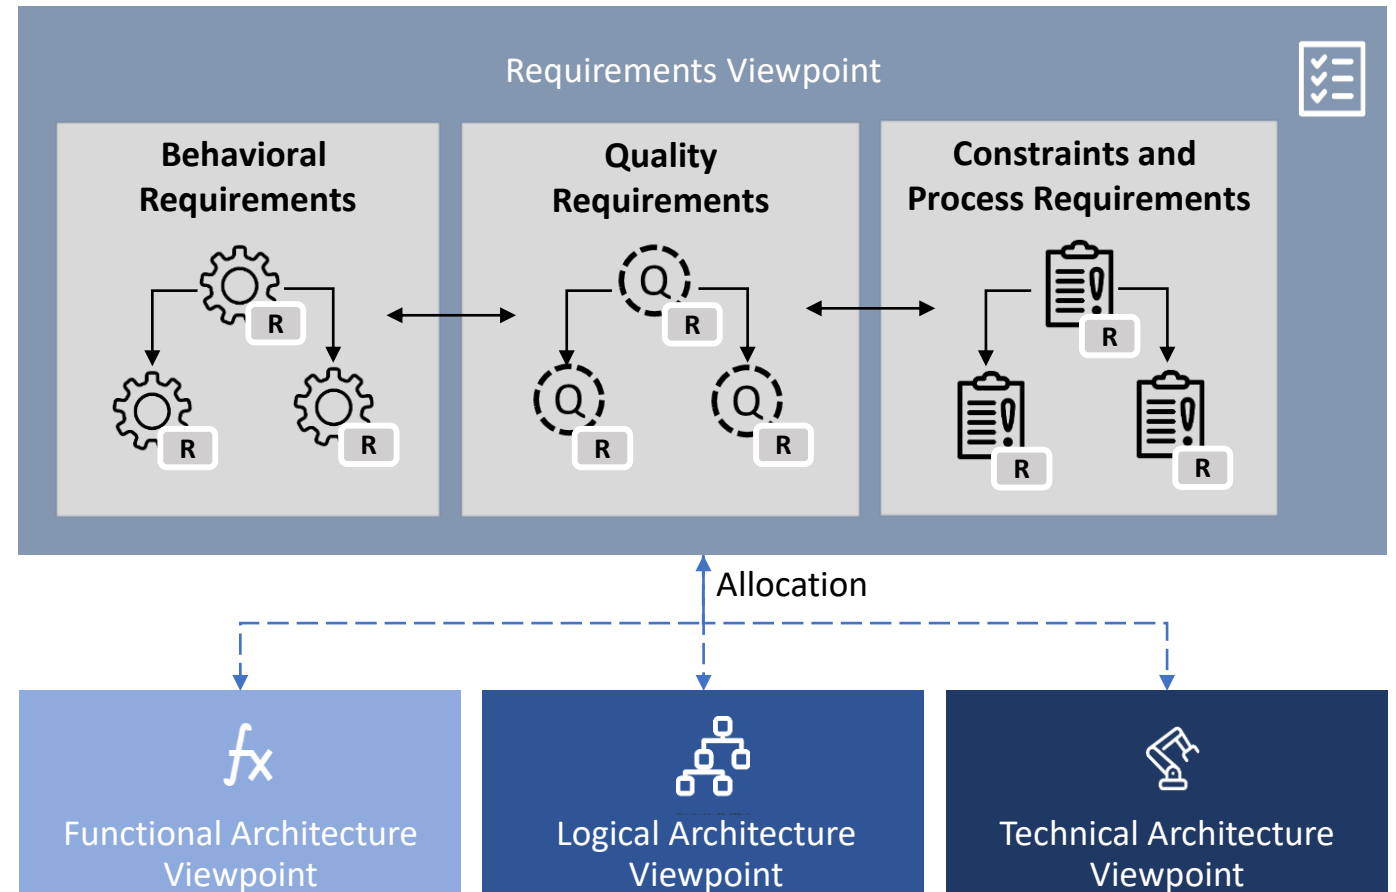 Requirements Viewpoint
Behavioral
Requirements
Quality
Requirements
Constraints and
Process Requirements
R
R
R
Q
R
Q
R
Q
R
R
R
R
Allocation
fx
Functional Architecture
Viewpoint
Logical Architecture
Viewpoint
Technical Architecture
Viewpoint